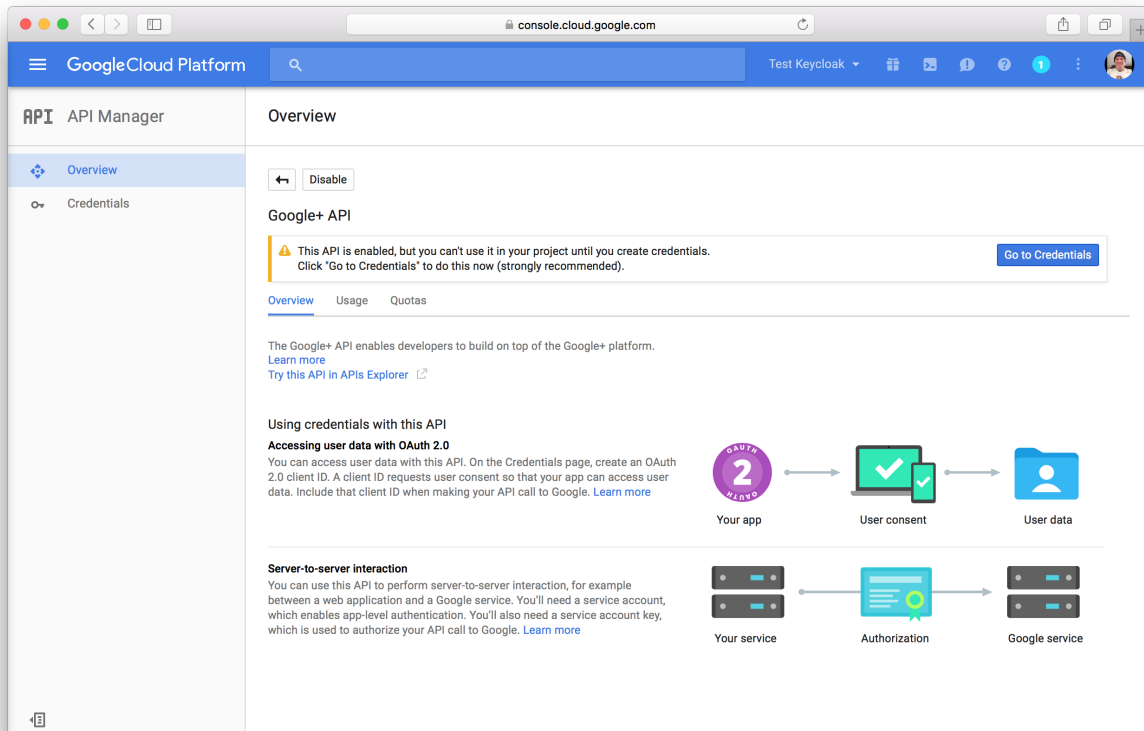 console.cloud.google.com
Google Cloud Platform
Test Keycloak
1
API API Manager
Overview
Overview
Credentials
Disable
Google+ API
This API is enabled, but you can't use it in your project until you create credentials.
Click "Go to Credentials" to do this now (strongly recommended).
Go to Credentials
Overview Usage Quotas
The Google+ API enables developers to build on top of the Google+ platform.
Learn more
Try this API in APIs Explorer
Using credentials with this API
Accessing user data with OAuth 2.0
You can access user data with this API. On the Credentials page, create an OAuth
2.0 client ID. A client ID requests user consent so that your app can access user
data. Include that client ID when making your API call to Google. Learn more
OAUTH
2
OAUTH
Your app
User consent
User data
Server-to-server interaction
You can use this API to perform server-to-server interaction, for example
between a web application and a Google service. You'll need a service account,
which enables app-level authentication. You'll also need a service account key,
which is used to authorize your API call to Google. Learn more
Your service
Authorization
Google service